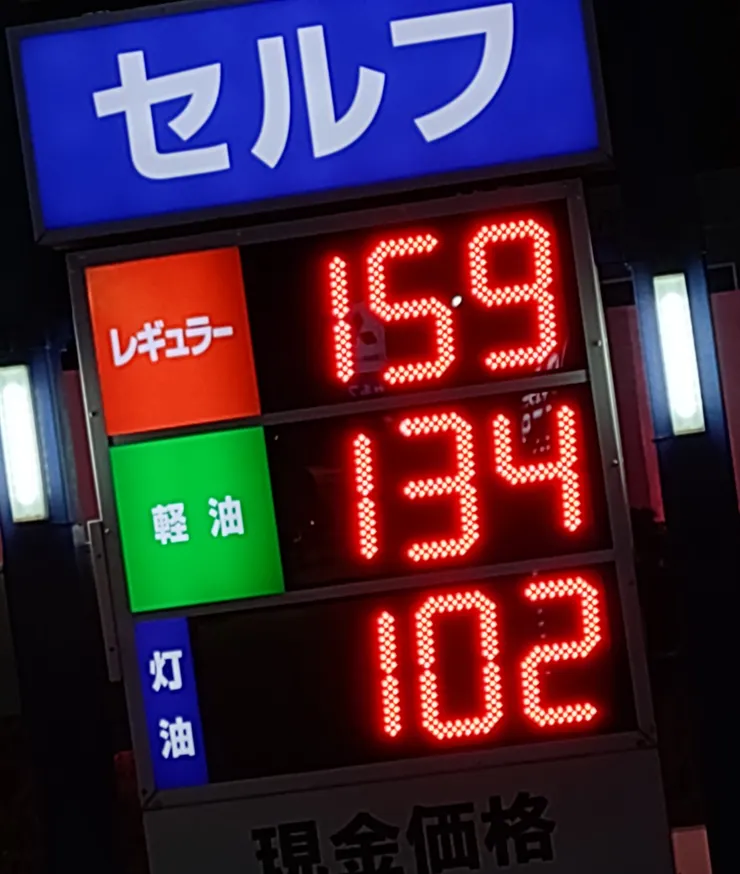 セルフ
レギュラー 159
軽油 134
灯油 102
現金価格